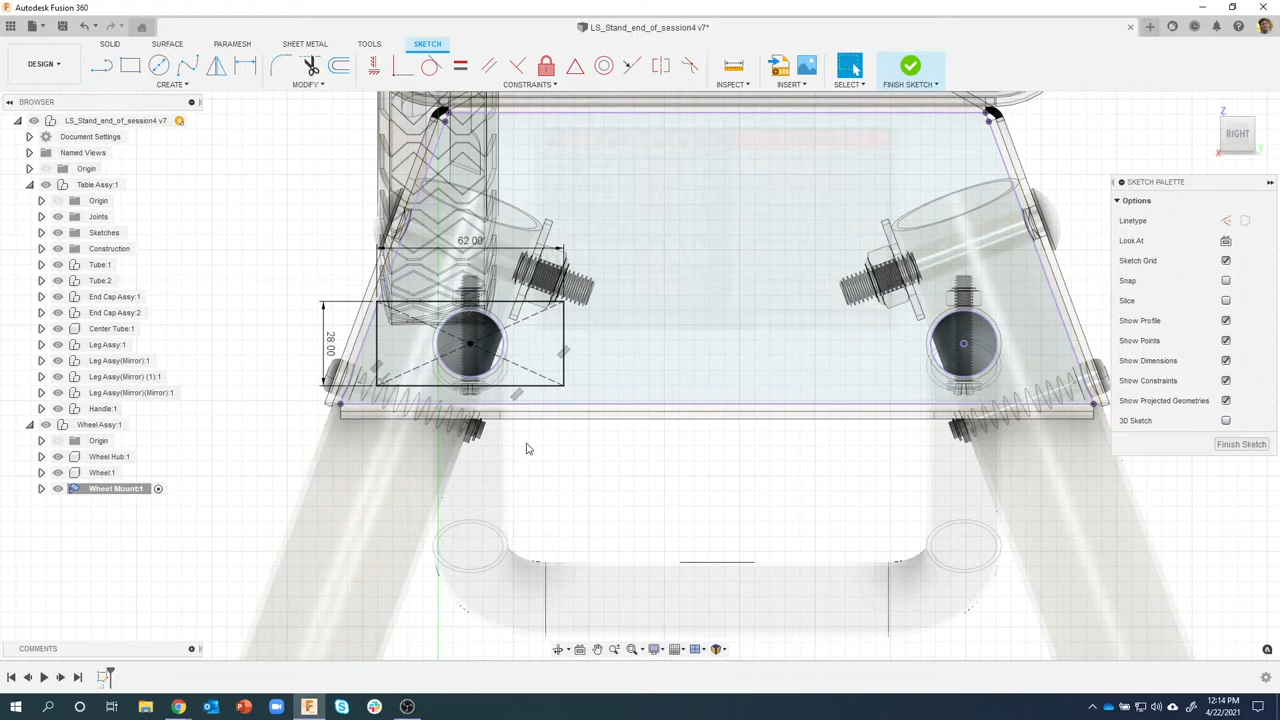 Autodesk Fusion 360
LS_Stand_end_of_session4 v7*
SOLID
SURFACE
PARAMESH
SHEET METAL
TOOLS
SKETCH
DESIGN
CREATE
MODIFY
CONSTRAINTS
INSPECT
INSERT
SELECT
FINISH SKETCH
BROWSER
LS_Stand_end_of_session4 v7
Document Settings
Named Views
Origin
Table Assy:1
Origin
Joints
Sketches
Construction
Tube:1
Tube:2
End Cap Assy:1
End Cap Assy:2
Center Tube:1
Leg Assy:1
Leg Assy(Mirror):1
Leg Assy(Mirror) (1):1
Leg Assy(Mirror)(Mirror):1
Handle:1
Wheel Assy:1
Origin
Wheel Hub:1
Wheel:1
Wheel Mount:1
62.00
28.00
Z
RIGHT
X
Y
SKETCH PALETTE
Options
Linetype
Look At
Sketch Grid
Snap
Slice
Show Profile
Show Points
Show Dimensions
Show Constraints
Show Projected Geometries
3D Sketch
Finish Sketch
COMMENTS
12:14 PM
4/22/2021